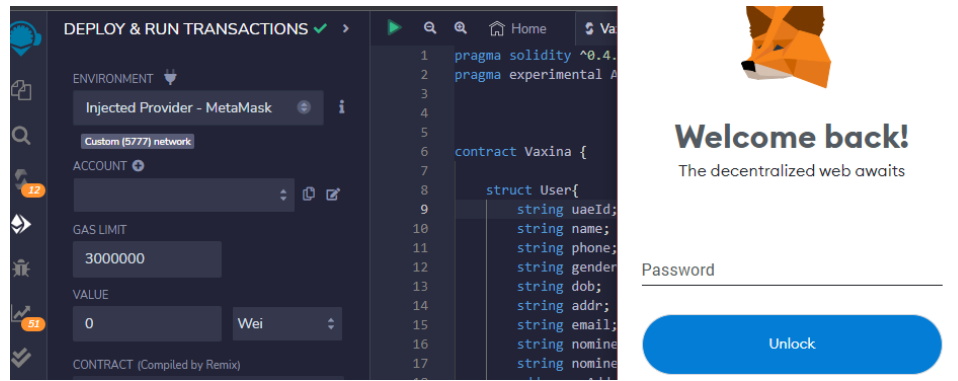 DEPLOY & RUN TRANSACTIONS
ENVIRONMENT
Injected Provider - MetaMask
i
Custom (5777) network
ACCOUNT
GAS LIMIT
3000000
VALUE
0
Wei
CONTRACT (Compiled by Remix)
12
51
Home
Va
1 pragma solidity ^0.4.
2 pragma experimental A
3
4
5
6 contract Vaxina {
7
8 struct User{
9 string uaeId;
10 string name;
11 string phone;
12 string gender
13 string dob;
14 string addr;
15 string email;
16 string nomine
17 string nomine
Welcome back!
The decentralized web awaits
Password
Unlock